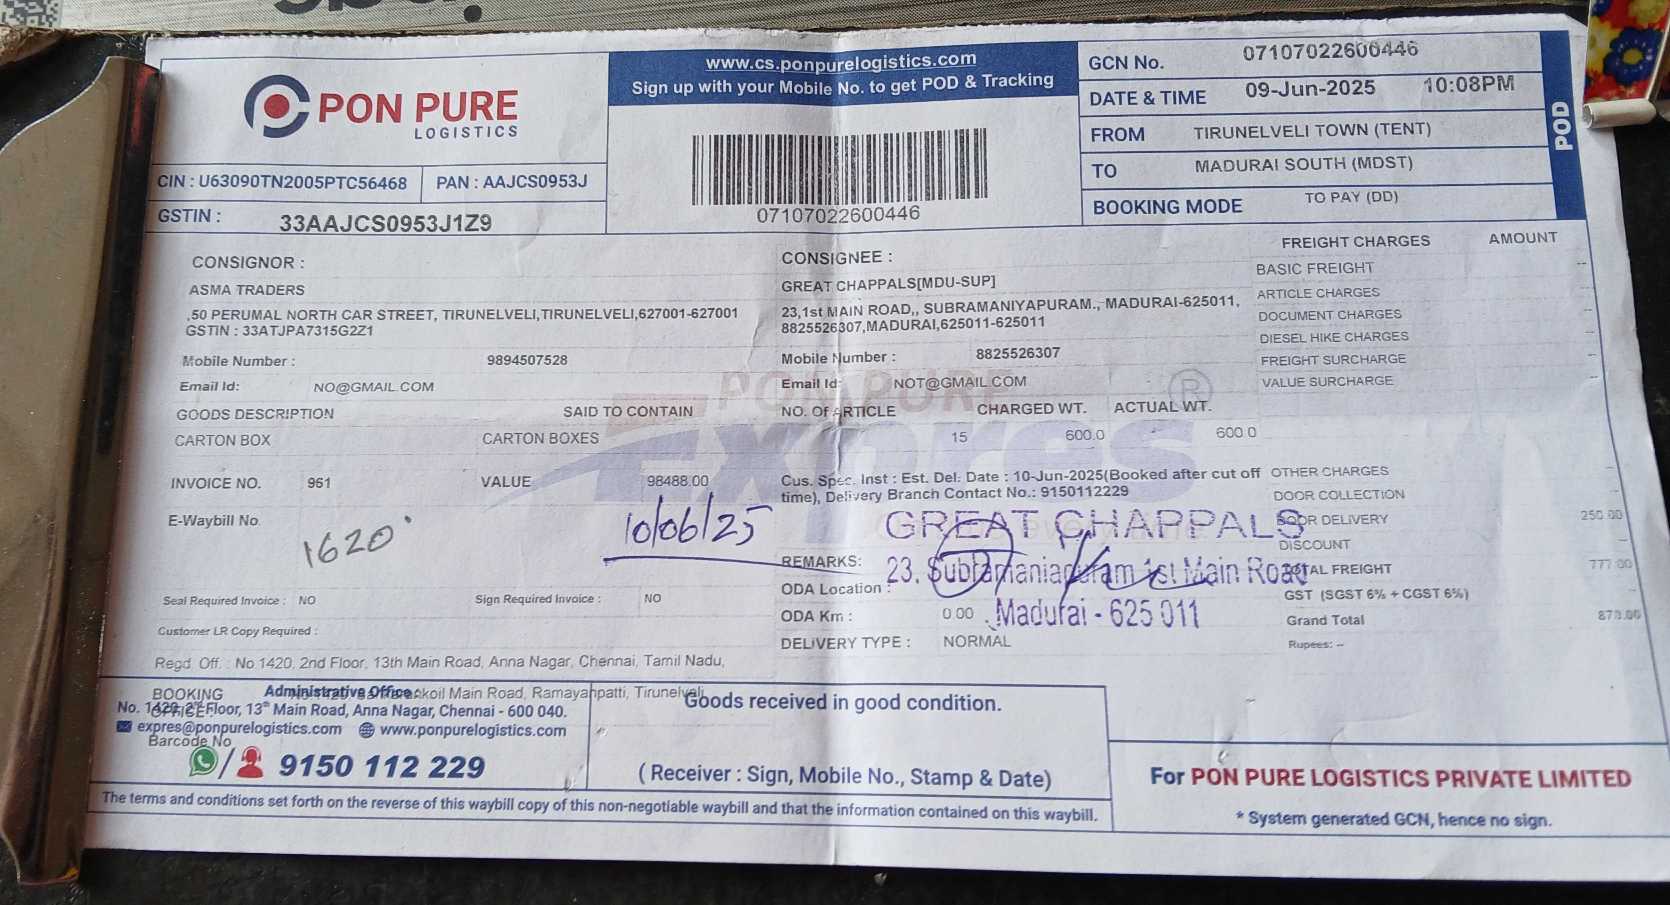 PON PURE
LOGISTICS
CIN : U63090TN2005PTC56468
PAN : AAJCS0953J
GSTIN :
33AAJCS0953J1Z9
www.cs.ponpurelogistics.com
Sign up with your Mobile No. to get POD & Tracking
07107022600446
GCN No. 07107022600446
DATE & TIME 09-Jun-2025 10:08PM
FROM TIRUNELVELI TOWN (TENT)
TO MADURAI SOUTH (MDST)
BOOKING MODE TO PAY (DD)
POD
CONSIGNOR :
ASMA TRADERS
,50 PERUMAL NORTH CAR STREET, TIRUNELVELI,TIRUNELVELI,627001-627001
GSTIN : 33ATJPA7315G2Z1
Mobile Number : 9894507528
Email Id: NO@GMAIL.COM
CONSIGNEE :
GREAT CHAPPALS[MDU-SUP]
23,1st MAIN ROAD,, SUBRAMANIYAPURAM.,-MADURAI-625011,
8825526307,MADURAI,625011-625011
Mobile Number : 8825526307
Email Id: NOT@GMAIL.COM
FREIGHT CHARGES AMOUNT
BASIC FREIGHT --
ARTICLE CHARGES
DOCUMENT CHARGES
DIESEL HIKE CHARGES
FREIGHT SURCHARGE
VALUE SURCHARGE
GOODS DESCRIPTION SAID TO CONTAIN NO. Of ARTICLE CHARGED WT. ACTUAL WT.
CARTON BOX CARTON BOXES 15 600.0 600.0
PON PURE
Expres
®
INVOICE NO. 961 VALUE 98488.00
Cus. Spec. Inst : Est. Del. Date : 10-Jun-2025(Booked after cut off
time), Delivery Branch Contact No.: 9150112229
OTHER CHARGES
DOOR COLLECTION
DOOR DELIVERY 250.00
DISCOUNT
TOTAL FREIGHT 777.00
GST (SGST 6% + CGST 6%)
Grand Total
Rupees: --
E-Waybill No.
1620
10/06/25
GREAT CHAPPALS
23. Subramaniapuram 1st Main Road
Madurai - 625 011
REMARKS:
ODA Location :
ODA Km : 0.00
DELIVERY TYPE : NORMAL
Seal Required Invoice : NO
Sign Required Invoice : NO
Customer LR Copy Required :
Regd. Off. : No 1420, 2nd Floor, 13th Main Road, Anna Nagar, Chennai, Tamil Nadu,
BOOKING OFFICE:
koil Main Road, Ramayanpatti, Tirunelveli
Administrative Office :
No. 1420, 2nd Floor, 13th Main Road, Anna Nagar, Chennai - 600 040.
expres@ponpurelogistics.com www.ponpurelogistics.com
Barcode No
9150 112 229
Goods received in good condition.
( Receiver : Sign, Mobile No., Stamp & Date)
The terms and conditions set forth on the reverse of this waybill copy of this non-negotiable waybill and that the information contained on this waybill.
For PON PURE LOGISTICS PRIVATE LIMITED
* System generated GCN, hence no sign.